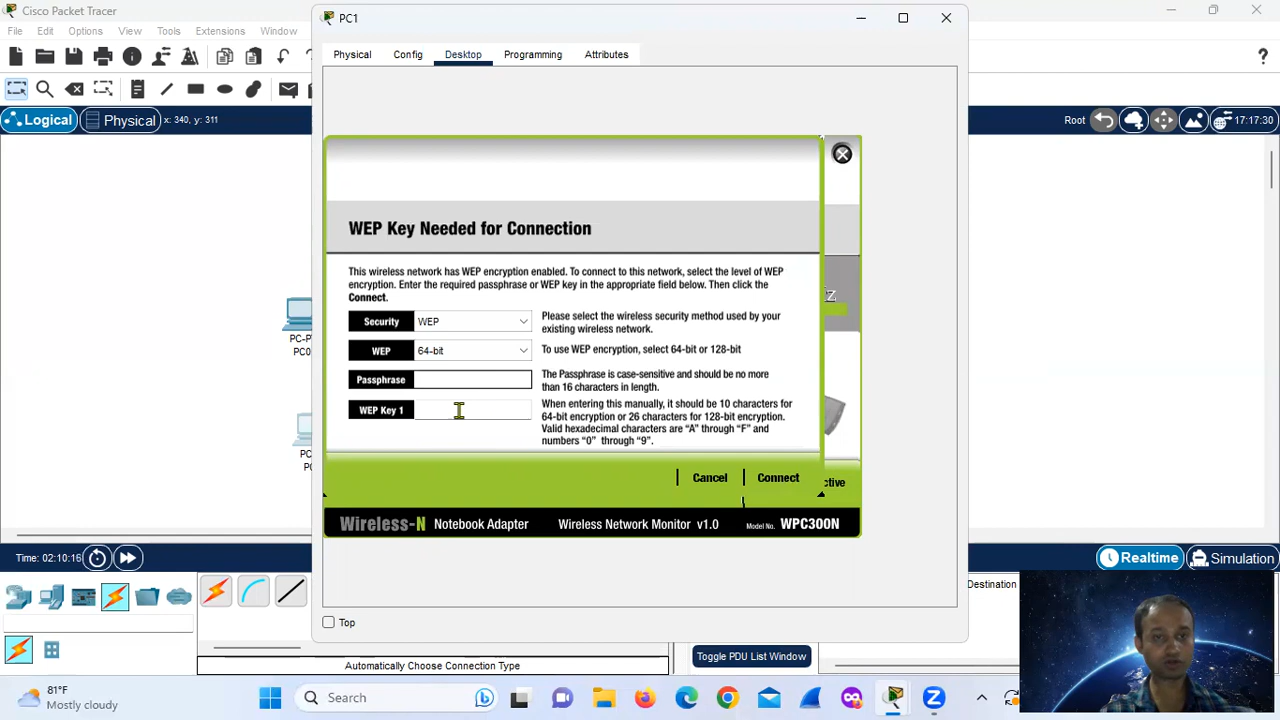 Cisco Packet Tracer
PC1
File Edit Options View Tools Extensions Window
Physical Config Desktop Programming Attributes
Logical Physical x: 340, y: 311
Root 17:17:30
WEP Key Needed for Connection
This wireless network has WEP encryption enabled. To connect to this network, select the level of WEP
encryption. Enter the required passphrase or WEP key in the appropriate field below. Then click the
Connect.
Security WEP
Please select the wireless security method used by your
existing wireless network.
WEP 64-bit
To use WEP encryption, select 64-bit or 128-bit
Passphrase
The Passphrase is case-sensitive and should be no more
than 16 characters in length.
WEP Key 1
When entering this manually, it should be 10 characters for
64-bit encryption or 26 characters for 128-bit encryption.
Valid hexadecimal characters are "A" through "F" and
numbers "0" through "9".
Cancel Connect
ctive
Wireless-N Notebook Adapter Wireless Network Monitor v1.0 Model No. WPC300N
PC0
Time: 02:10:16
Realtime Simulation
Destination
Top
Toggle PDU List Window
Automatically Choose Connection Type
81°F
Mostly cloudy
Search